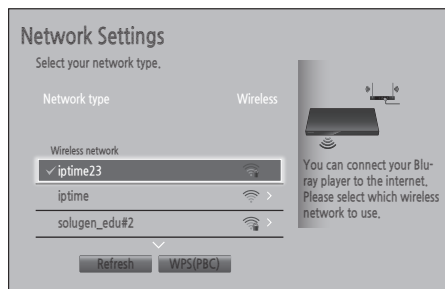 Network Settings
Select your network type.
Network type Wireless
Wireless network
iptime23
iptime
solugen_edu#2
Refresh WPS(PBC)
You can connect your Blu-
ray player to the internet.
Please select which wireless
network to use.